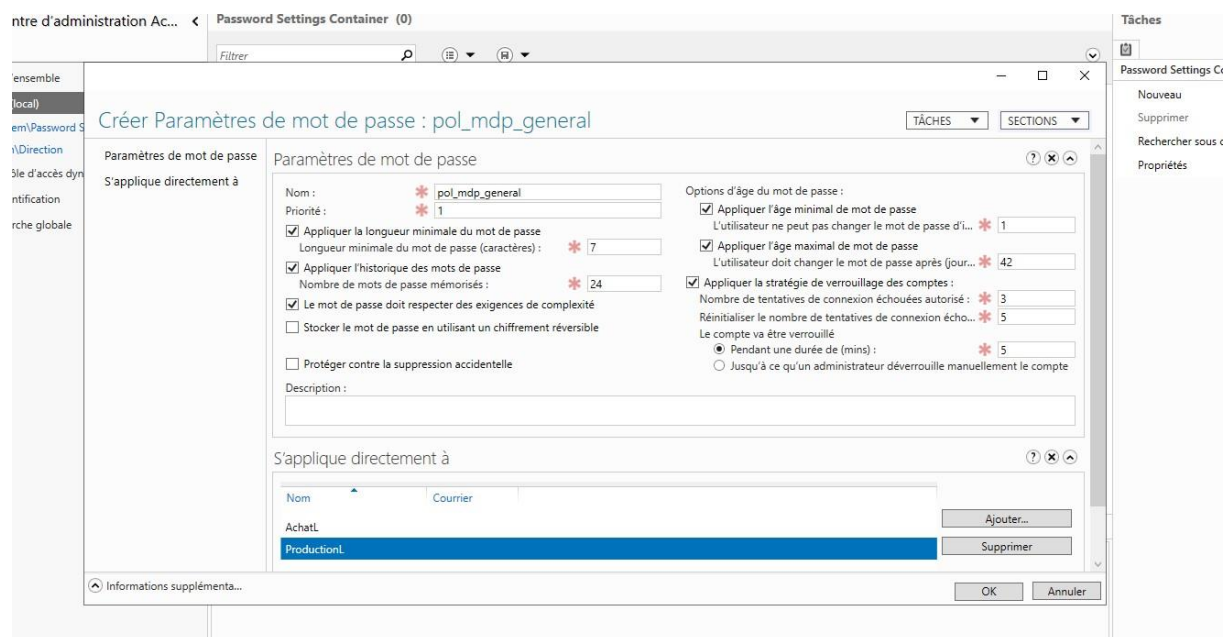 ntre d'administration Ac...
Password Settings Container (0)
Tâches
Filtrer
'ensemble
Password Settings Co
(local)
Nouveau
Créer Paramètres de mot de passe : pol_mdp_general
TÂCHES
SECTIONS
Supprimer
em\Password S
Rechercher sous c
\Direction
Paramètres de mot de passe
Paramètres de mot de passe
Propriétés
ôle d'accès dyn
S'applique directement à
ntification
Nom :
pol_mdp_general
Options d'âge du mot de passe :
Priorité :
1
Appliquer l'âge minimal de mot de passe
rche globale
L'utilisateur ne peut pas changer le mot de passe d'i...
1
Appliquer la longueur minimale du mot de passe
Longueur minimale du mot de passe (caractères) :
7
Appliquer l'âge maximal de mot de passe
L'utilisateur doit changer le mot de passe après (jour...
42
Appliquer l'historique des mots de passe
Nombre de mots de passe mémorisés :
24
Appliquer la stratégie de verrouillage des comptes :
Nombre de tentatives de connexion échouées autorisé :
3
Le mot de passe doit respecter des exigences de complexité
Réinitialiser le nombre de tentatives de connexion écho...
5
Stocker le mot de passe en utilisant un chiffrement réversible
Le compte va être verrouillé
Pendant une durée de (mins) :
5
Protéger contre la suppression accidentelle
Jusqu'à ce qu'un administrateur déverrouille manuellement le compte
Description :
S'applique directement à
Nom
Courrier
Ajouter...
AchatL
ProductionL
Supprimer
Informations supplémenta...
OK
Annuler